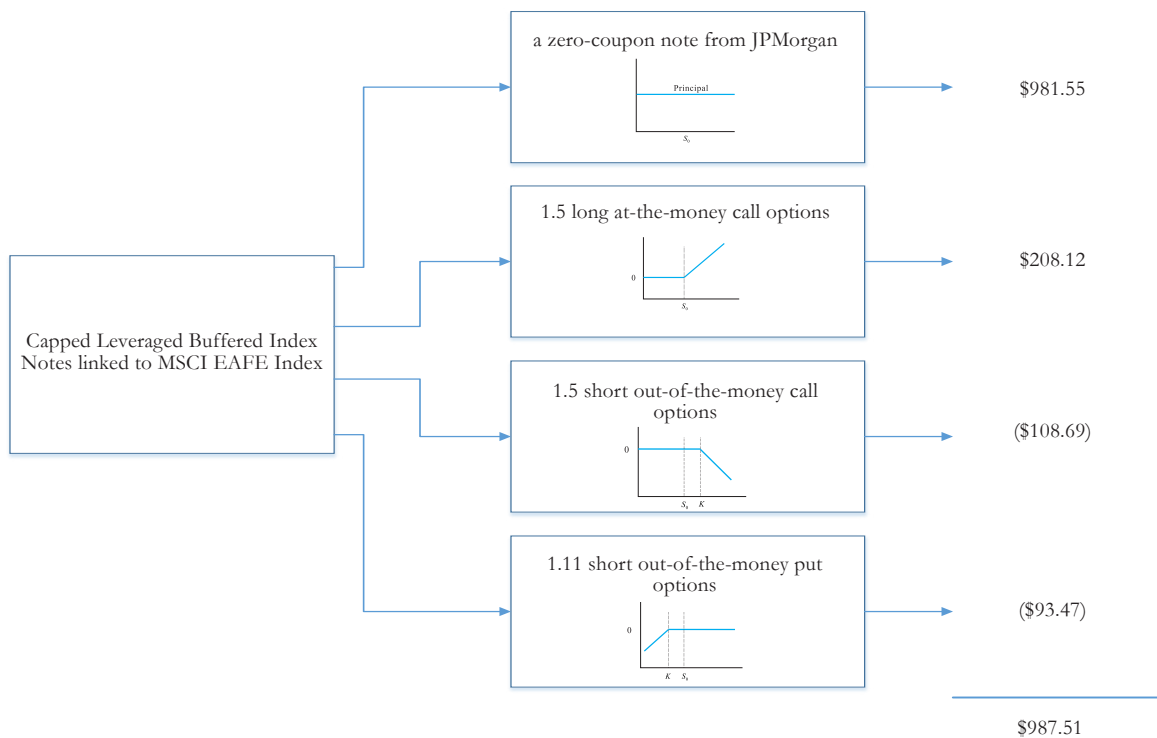 a zero-coupon note from JPMorgan
Principal
S₀
$981.55
1.5 long at-the-money call options
0
S₀
$208.12
Capped Leveraged Buffered Index
Notes linked to MSCI EAFE Index
1.5 short out-of-the-money call
options
0
S₀ K
($108.69)
1.11 short out-of-the-money put
options
0
K S₀
($93.47)
$987.51